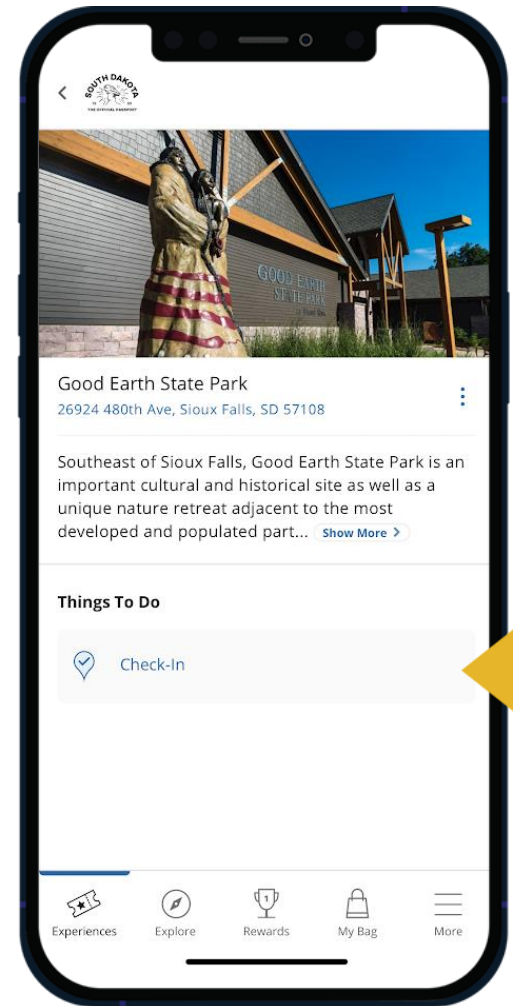 SOUTH DAKOTA
THE OFFICIAL PASSPORT
GOOD EARTH
STATE PARK
Good Earth State Park
26924 480th Ave, Sioux Falls, SD 57108
Southeast of Sioux Falls, Good Earth State Park is an
important cultural and historical site as well as a
unique nature retreat adjacent to the most
developed and populated part... Show More >
Things To Do
Check-In
1
Experiences Explore Rewards My Bag More